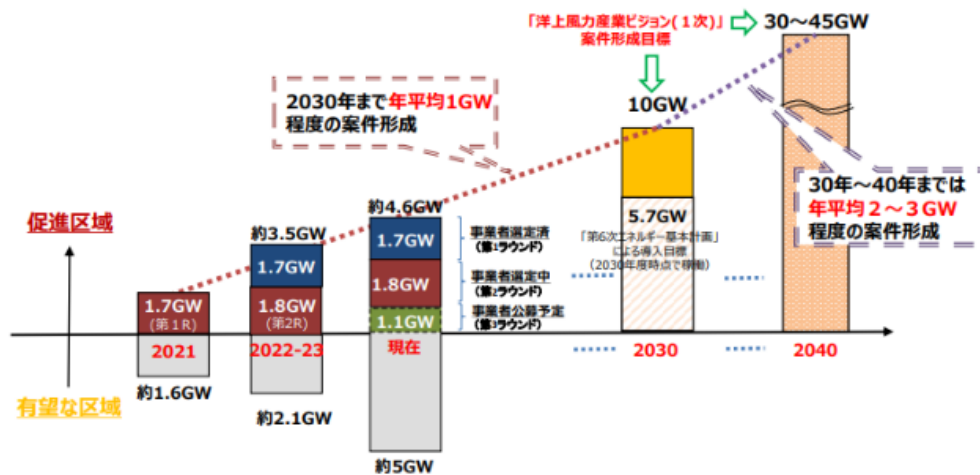 「洋上風力産業ビジョン(1次)」
案件形成目標
30～45GW
10GW
2030年まで年平均1GW
程度の案件形成
30年～40年までは
年平均2～3GW
程度の案件形成
促進区域
約3.5GW
約4.6GW
1.7GW
(第1R)
1.7GW
1.8GW
(第2R)
1.7GW
1.8GW
1.1GW
事業者選定済
(第1ラウンド)
事業者選定中
(第2ラウンド)
事業者公募予定
(第3ラウンド)
5.7GW
「第6次エネルギー基本計画」
による導入目標
(2030年度時点で稼働)
2021
2022-23
現在
2030
2040
約1.6GW
約2.1GW
約5GW
有望な区域